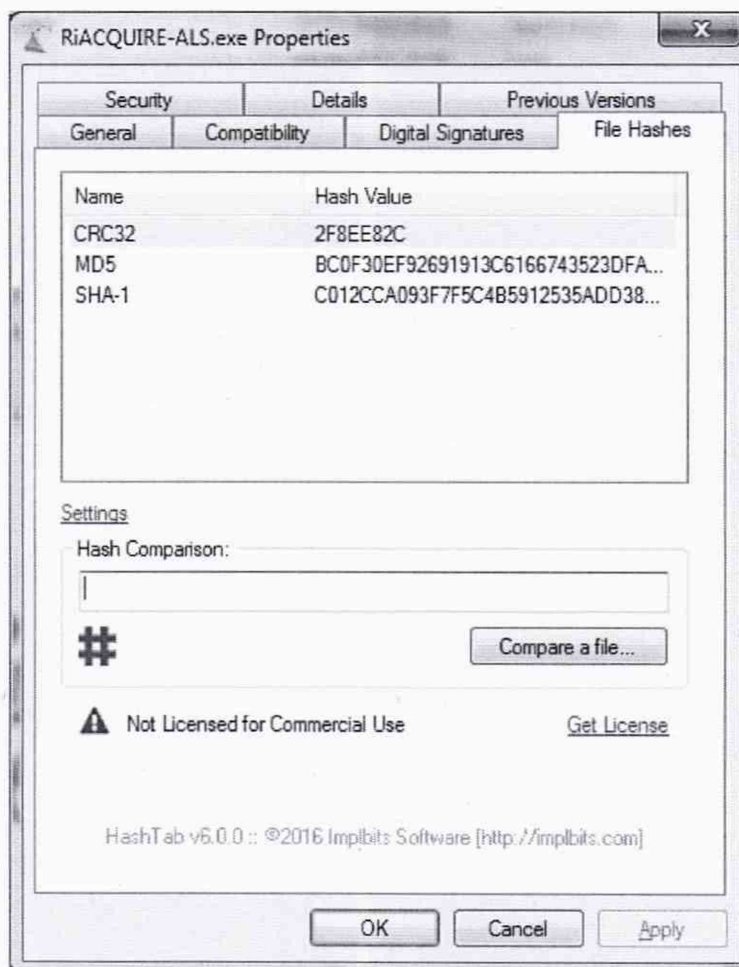 RiACQUIRE-ALS.exe Properties
x
Security Details Previous Versions
General Compatibility Digital Signatures File Hashes
Name Hash Value
CRC32 2F8EE82C
MD5 BC0F30EF92691913C6166743523DFA...
SHA-1 C012CCA093F7F5C4B5912535ADD38...
Settings
Hash Comparison:
#
Compare a file...
Not Licensed for Commercial Use Get License
HashTab v6.0.0 :: ©2016 Implbits Software [http://implbits.com]
OK Cancel Apply